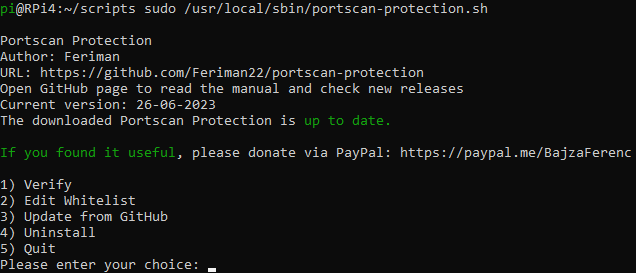 pi@RPi4:~/scripts sudo /usr/local/sbin/portscan-protection.sh
Portscan Protection
Author: Feriman
URL: https://github.com/Feriman22/portscan-protection
Open GitHub page to read the manual and check new releases
Current version: 26-06-2023
The downloaded Portscan Protection is up to date.
If you found it useful, please donate via PayPal: https://paypal.me/BajzaFerenc
1) Verify
2) Edit Whitelist
3) Update from GitHub
4) Uninstall
5) Quit
Please enter your choice: